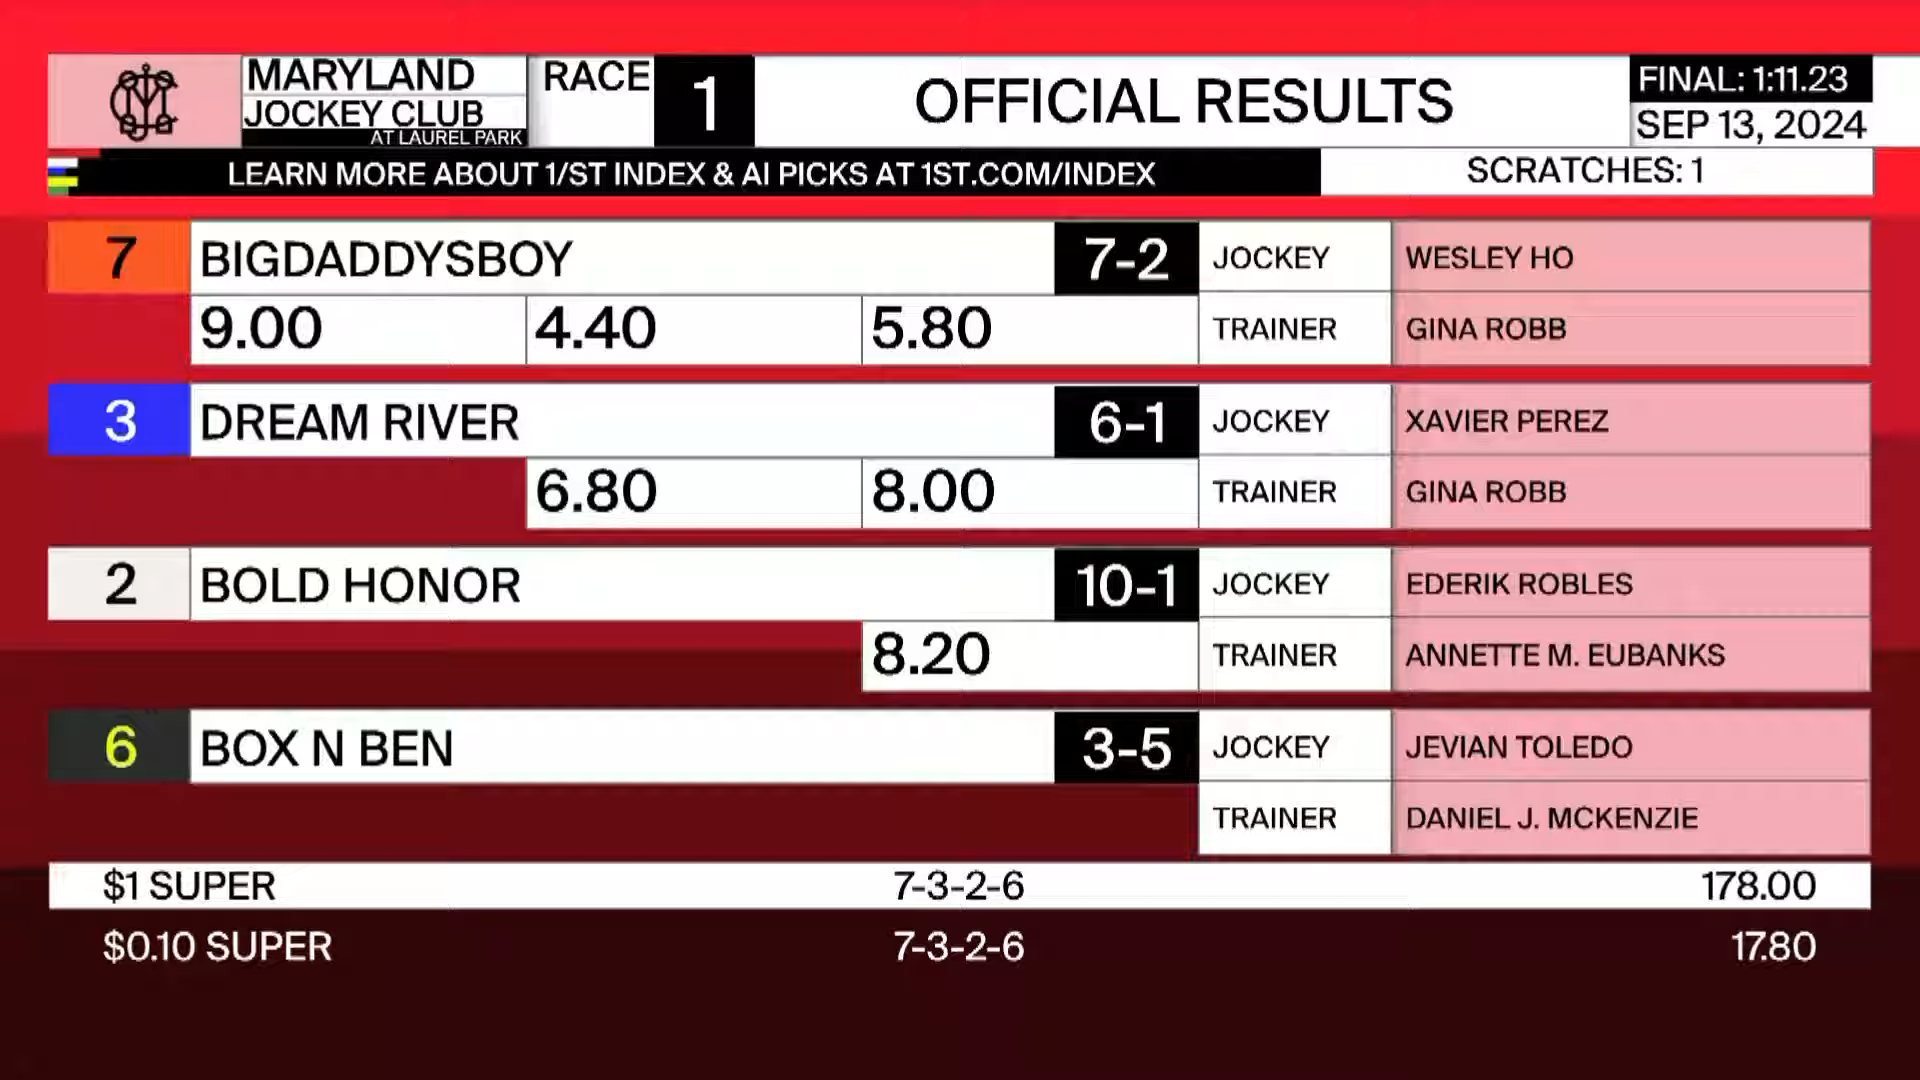 MARYLAND
JOCKEY CLUB
AT LAUREL PARK
RACE 1
OFFICIAL RESULTS
FINAL: 1:11.23
SEP 13, 2024
LEARN MORE ABOUT 1/ST INDEX & AI PICKS AT 1ST.COM/INDEX
SCRATCHES: 1
7 BIGDADDYSBOY 7-2 JOCKEY WESLEY HO
9.00 4.40 5.80 TRAINER GINA ROBB
3 DREAM RIVER 6-1 JOCKEY XAVIER PEREZ
6.80 8.00 TRAINER GINA ROBB
2 BOLD HONOR 10-1 JOCKEY EDERIK ROBLES
8.20 TRAINER ANNETTE M. EUBANKS
6 BOX N BEN 3-5 JOCKEY JEVIAN TOLEDO
TRAINER DANIEL J. MCKENZIE
$1 SUPER 7-3-2-6 178.00
$0.10 SUPER 7-3-2-6 17.80